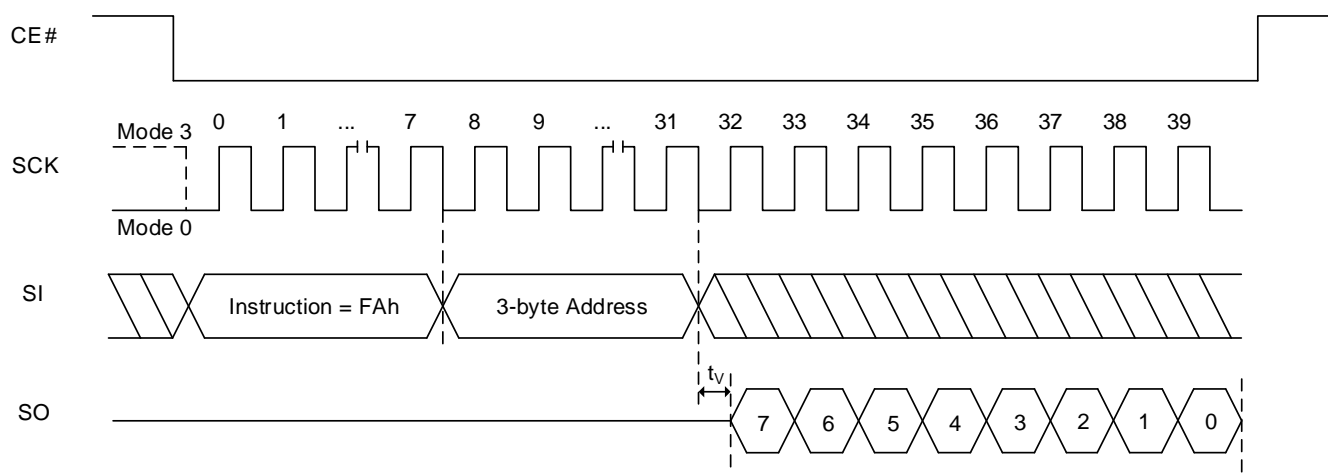 CE#
0 1 ... 7 8 9 ... 31 32 33 34 35 36 37 38 39
Mode 3
SCK
Mode 0
SI
Instruction = FAh
3-byte Address
tV
SO
7 6 5 4 3 2 1 0